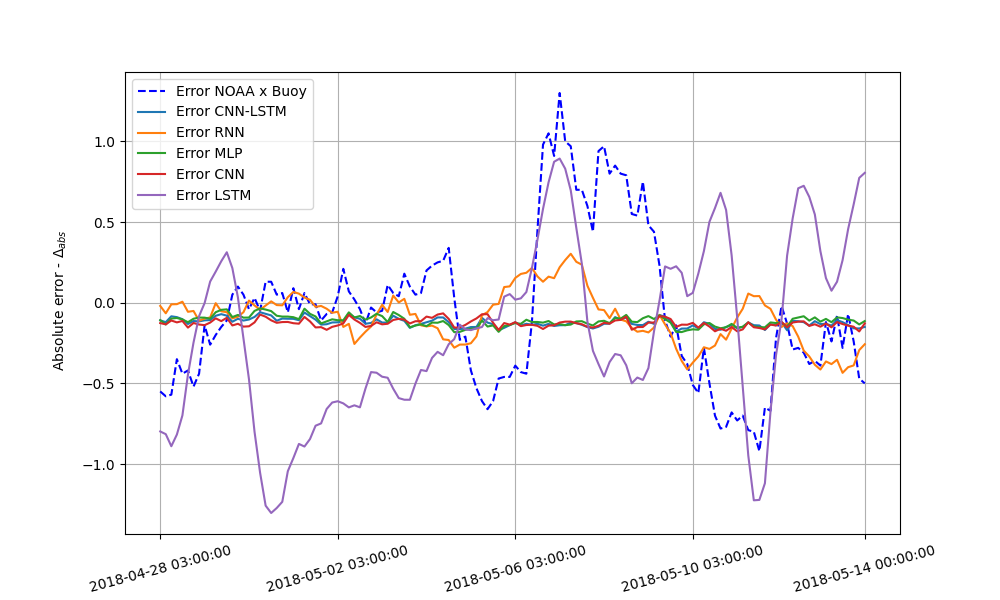 Error NOAA x Buoy
Error CNN-LSTM
Error RNN
Error MLP
Error CNN
Error LSTM
1.0
0.5
0.0
−0.5
−1.0
Absolute error - Δabs
2018-04-28 03:00:00
2018-05-02 03:00:00
2018-05-06 03:00:00
2018-05-10 03:00:00
2018-05-14 00:00:00